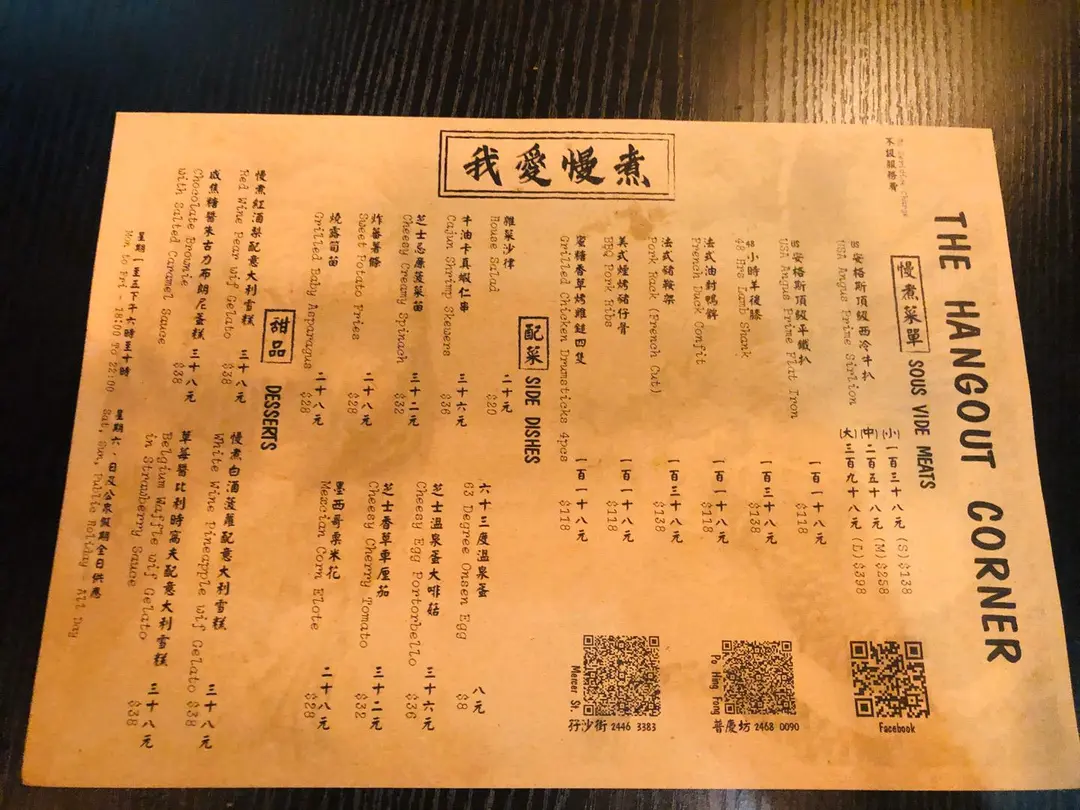 THE HANGOUT CORNER
不設服務費
我愛慢煮
慢煮菜單 SOUS VIDE MEATS
US安格斯頂級西冷牛扒
USA Angus Prime Sirlion
(小)一百三十八元 (S)$138
(中)二百五十八元 (M)$258
(大)三百九十八元 (L)$398
US安格斯頂級平鐵扒 一百一十八元
USA Angus Prime Flat Iron $118
48小時羊後膝 一百三十八元
48 Hrs Lamb Shank $138
法式油封鴨髀 一百一十八元
French Duck Confit $118
法式豬鞍架 一百三十八元
Pork Rack (French Cut) $138
美式煙烤豬仔骨 一百一十八元
BBQ Pork Ribs $118
蜜糖香草烤雞鎚四隻 一百一十八元
Grilled Chicken Drumsticks 4pcs $118
Facebook
Po Hing Fong
普慶坊 2468 0090
Mercer St.
孖沙街 2446 3383
配菜 SIDE DISHES
雜菜沙律 二十元
House Salad $20
牛油卡真蝦仁串 三十六元
Cajun Shrimp Skewers $36
芝士忌廉菠菜苗 三十二元
Cheesy Creamy Spinach $32
炸蕃薯條 二十八元
Sweet Potato Fries $28
燒露筍苗 二十八元
Grilled Baby Asparagus $28
六十三度溫泉蛋 八元
63 Degree Onsen Egg $8
芝士溫泉蛋大啡菇 三十六元
Cheesy Egg Portorbello $36
芝士香草車厘茄 三十二元
Cheesy Cherry Tomato $32
墨西哥粟米花 二十八元
Mexcian Corn Elote $28
甜品 DESSERTS
慢煮紅酒梨配意大利雪糕 三十八元
Red Wine Pear wif Gelato $38
咸焦糖醬朱古力布朗尼蛋糕 三十八元
Chocolate Brownie $38
with Salted Caramel Sauce
慢煮白酒菠蘿配意大利雪糕 三十八元
White Wine Pineapple wif Gelato $38
草莓醬比利時窩夫配意大利雪糕 三十八元
Belgium Waffle wif Gelato $38
in Strawberry Sauce
星期一至五下午六時至十時
Mon to Fri - 18:00 To 22:00
星期六，日及公眾假期全日供應
Sat, Sun, Public Holiday - All Day